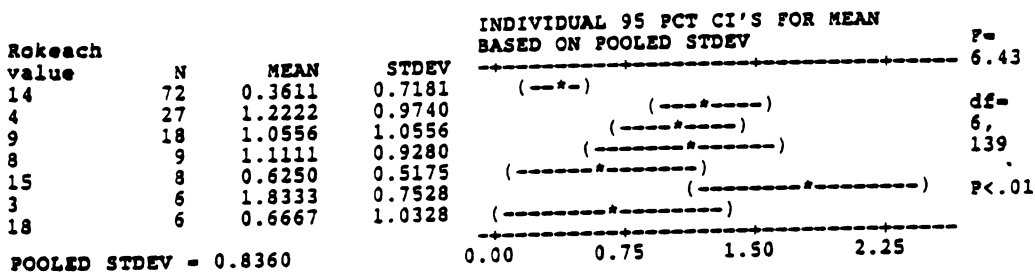 INDIVIDUAL 95 PCT CI'S FOR MEAN
BASED ON POOLED STDEV
F=
6.43
Rokeach
value N MEAN STDEV
14 72 0.3611 0.7181
4 27 1.2222 0.9740
9 18 1.0556 1.0556
8 9 1.1111 0.9280
15 8 0.6250 0.5175
3 6 1.8333 0.7528
18 6 0.6667 1.0328
df=
6,
139
P<.01
0.00 0.75 1.50 2.25
POOLED STDEV = 0.8360